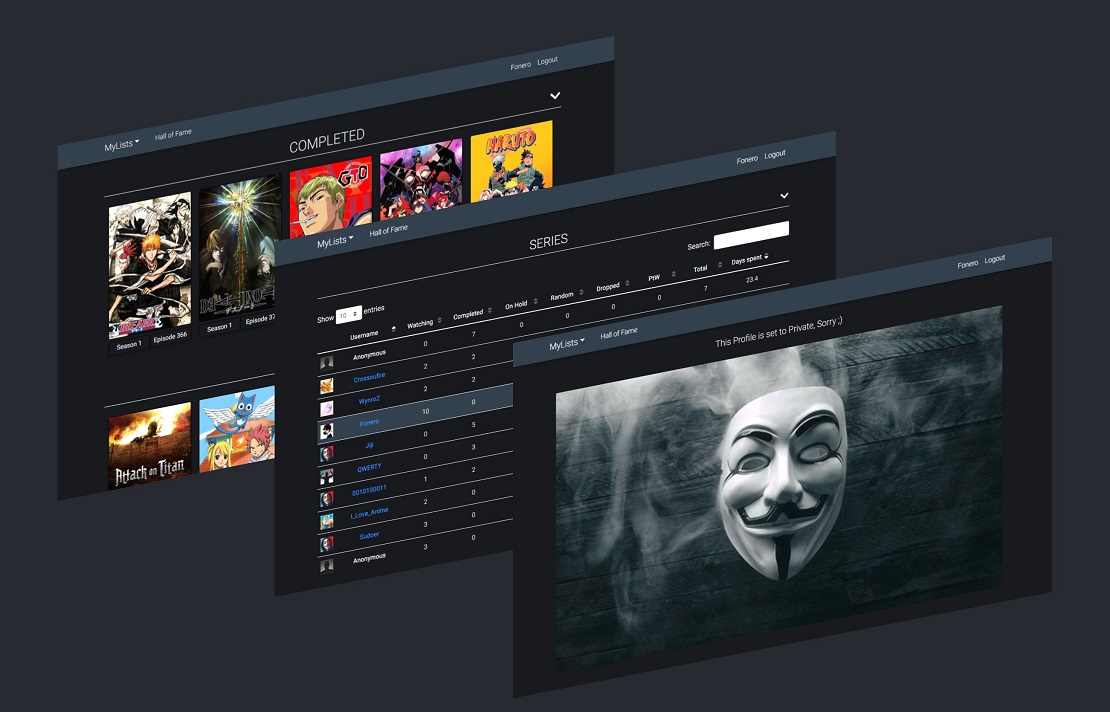 MyLists Hall of Fame Fonero Logout
COMPLETED
GTO
NARUTO
Season 1 Episode 366
Season 1
Attack on Titan
MyLists Hall of Fame Fonero Logout
SERIES
Show 10 entries Search:
Username Watching Completed On Hold Random Dropped PtW Total Days spent
Anonymous 0 7 0 0 0 0 7 23.4
Crossoufire 2 2
WynroZ 2 2
Fonero 10 0
Jiji 0 5
QWERTY 0 3
0010100011 1 2
I_Love_Anime 2 0
Sudoer 3 0
Anonymous 3 0
MyLists Hall of Fame Fonero Logout
This Profile is set to Private, Sorry ;)